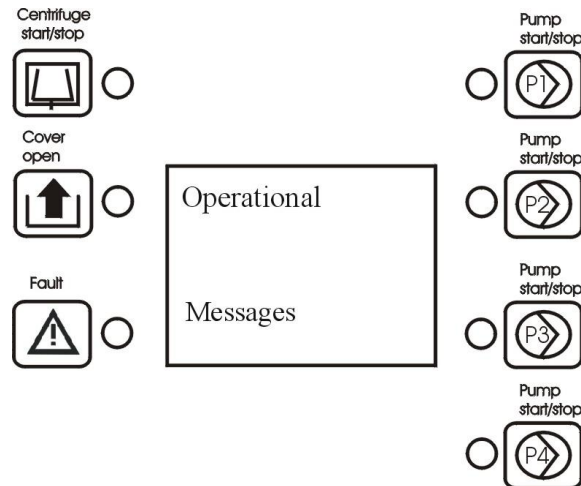 Centrifuge
start/stop
Cover
open
Fault
Operational
Messages
Pump
start/stop
P1
Pump
start/stop
P2
Pump
start/stop
P3
Pump
start/stop
P4